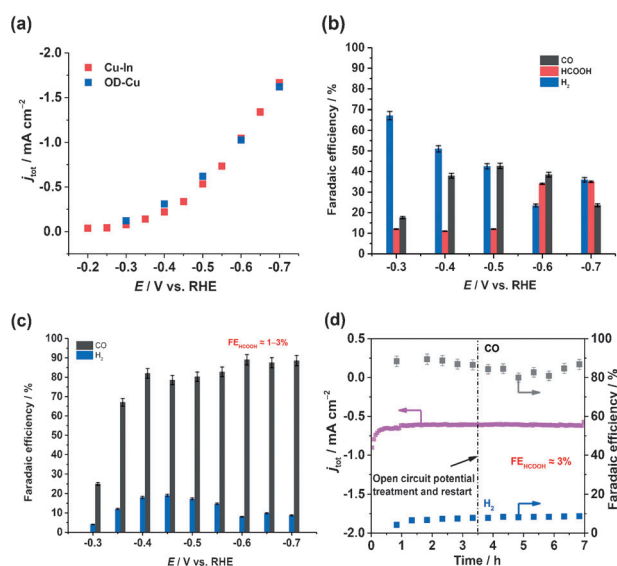 (a)
Cu-In
OD-Cu
-2.0
-1.5
-1.0
-0.5
0.0
j_tot / mA cm⁻²
-0.2 -0.3 -0.4 -0.5 -0.6 -0.7
E / V vs. RHE
(b)
CO
HCOOH
H₂
100
90
80
70
60
50
40
30
20
10
0
Faradaic efficiency / %
-0.3 -0.4 -0.5 -0.6 -0.7
E / V vs. RHE
(c)
CO
H₂
FE_HCOOH ≈ 1–3%
100
90
80
70
60
50
40
30
20
10
0
Faradaic efficiency / %
-0.3 -0.4 -0.5 -0.6 -0.7
E / V vs. RHE
(d)
CO
0.5
0.0
-0.5
-1.0
-1.5
-2.0
j_tot / mA cm⁻²
100
80
60
40
20
0
Faradaic efficiency / %
Open circuit potential
treatment and restart
FE_HCOOH ≈ 3%
H₂
0 1 2 3 4 5 6 7
Time / h